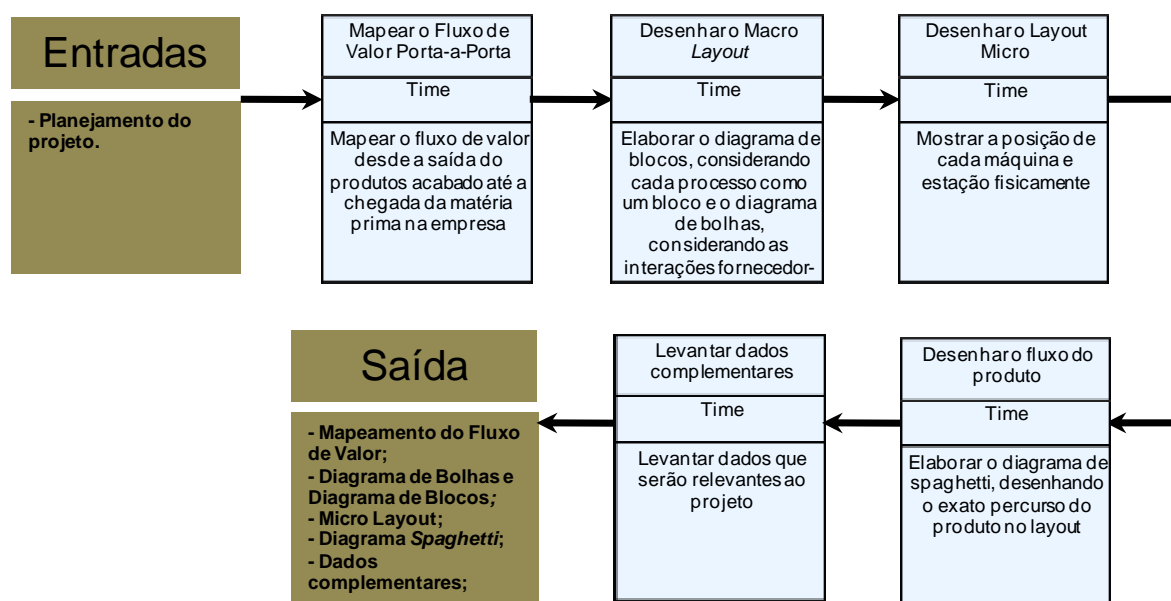 Entradas
- Planejamento do
projeto.
Mapear o Fluxo de
Valor Porta-a-Porta
Time
Mapear o fluxo de valor
desde a saída do
produtos acabado até a
chegada da matéria
prima na empresa
Desenhar o Macro
Layout
Time
Elaborar o diagrama de
blocos, considerando
cada processo como
um bloco e o diagrama
de bolhas,
considerando as
interações fornecedor-
Desenhar o Layout
Micro
Time
Mostrar a posição de
cada máquina e
estação fisicamente
Desenhar o fluxo do
produto
Time
Elaborar o diagrama de
spaghetti, desenhando
o exato percurso do
produto no layout
Levantar dados
complementares
Time
Levantar dados que
serão relevantes ao
projeto
Saída
- Mapeamento do Fluxo
de Valor;
- Diagrama de Bolhas e
Diagrama de Blocos;
- Micro Layout;
- Diagrama Spaghetti;
- Dados
complementares;